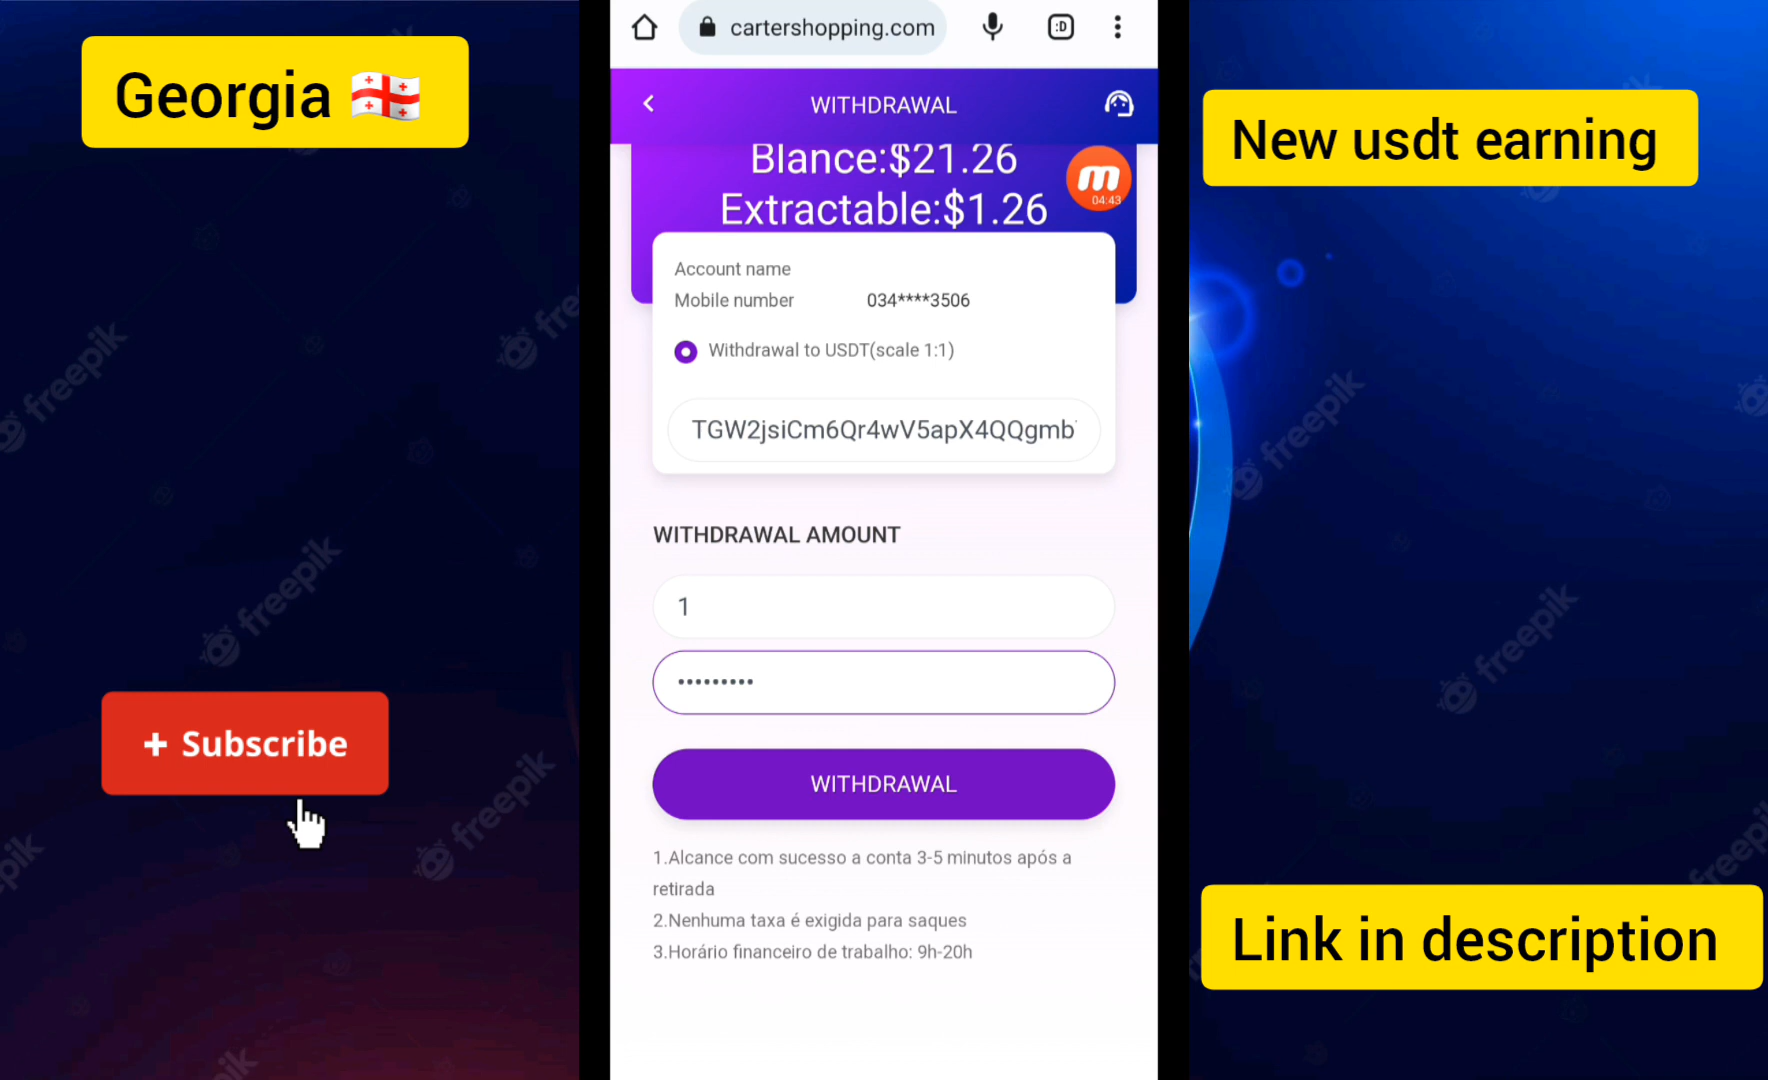 Georgia 🇬🇪
+ Subscribe
cartershopping.com
:D
WITHDRAWAL
Blance:$21.26
Extractable:$1.26
m
04:43
Account name
Mobile number 034****3506
Withdrawal to USDT(scale 1:1)
TGW2jsiCm6Qr4wV5apX4QQgmb
WITHDRAWAL AMOUNT
1
•••••••••
WITHDRAWAL
1.Alcance com sucesso a conta 3-5 minutos após a
retirada
2.Nenhuma taxa é exigida para saques
3.Horário financeiro de trabalho: 9h-20h
New usdt earning
Link in description
freepik
freepik
freepik
freepik
freepik
freepik